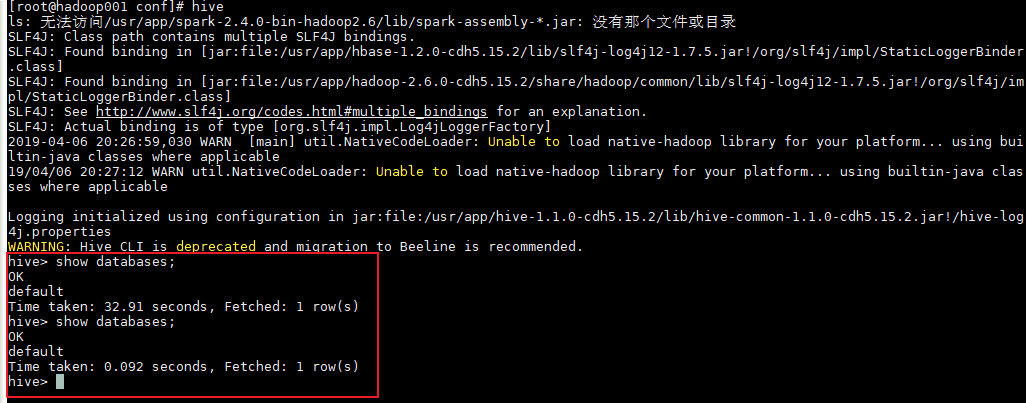 [root@hadoop001 conf]# hive
ls: 无法访问/usr/app/spark-2.4.0-bin-hadoop2.6/lib/spark-assembly-*.jar: 没有那个文件或目录
SLF4J: Class path contains multiple SLF4J bindings.
SLF4J: Found binding in [jar:file:/usr/app/hbase-1.2.0-cdh5.15.2/lib/slf4j-log4j12-1.7.5.jar!/org/slf4j/impl/StaticLoggerBinder
.class]
SLF4J: Found binding in [jar:file:/usr/app/hadoop-2.6.0-cdh5.15.2/share/hadoop/common/lib/slf4j-log4j12-1.7.5.jar!/org/slf4j/im
pl/StaticLoggerBinder.class]
SLF4J: See http://www.slf4j.org/codes.html#multiple_bindings for an explanation.
SLF4J: Actual binding is of type [org.slf4j.impl.Log4jLoggerFactory]
2019-04-06 20:26:59,030 WARN  [main] util.NativeCodeLoader: Unable to load native-hadoop library for your platform... using bui
ltin-java classes where applicable
19/04/06 20:27:12 WARN util.NativeCodeLoader: Unable to load native-hadoop library for your platform... using builtin-java clas
ses where applicable
Logging initialized using configuration in jar:file:/usr/app/hive-1.1.0-cdh5.15.2/lib/hive-common-1.1.0-cdh5.15.2.jar!/hive-log
4j.properties
WARNING: Hive CLI is deprecated and migration to Beeline is recommended.
hive> show databases;
OK
default
Time taken: 32.91 seconds, Fetched: 1 row(s)
hive> show databases;
OK
default
Time taken: 0.092 seconds, Fetched: 1 row(s)
hive>